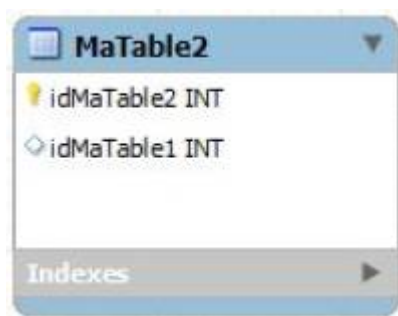 MaTable2
idMaTable2 INT
idMaTable1 INT
Indexes